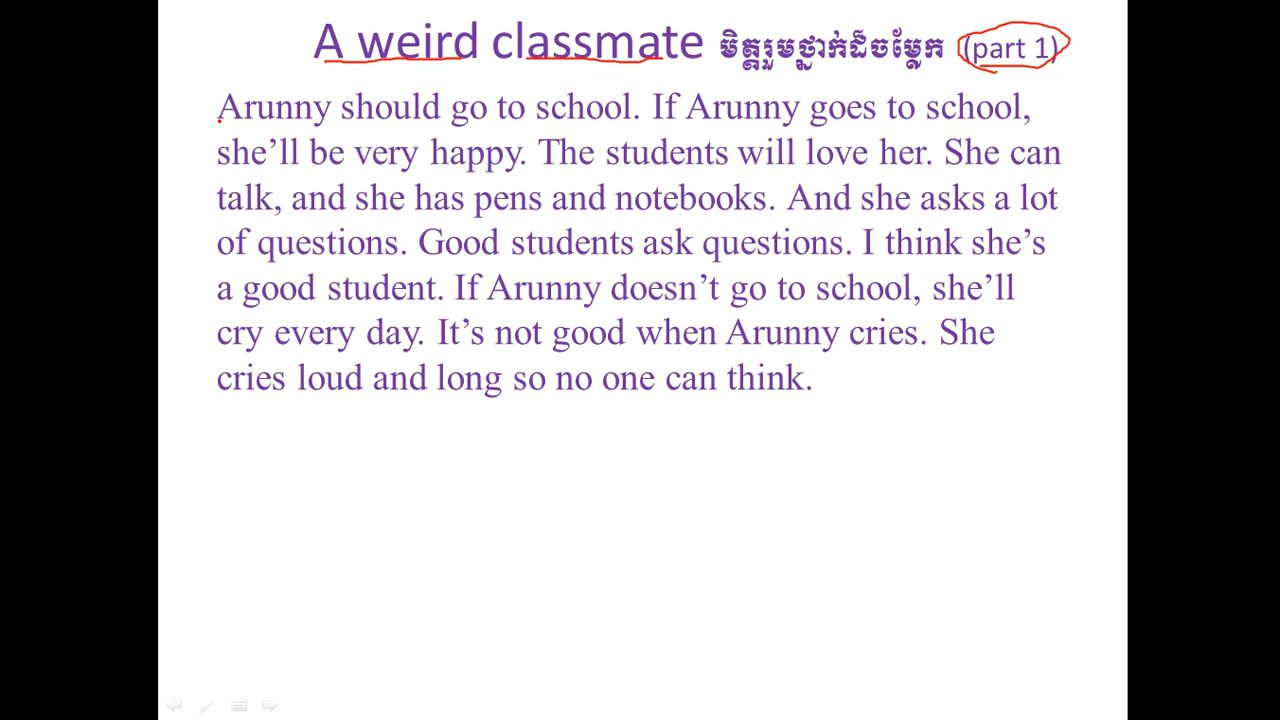 A weird classmate មិត្តរួមថ្នាក់ដ៏ចម្លែក (part 1)
Arunny should go to school. If Arunny goes to school,
she’ll be very happy. The students will love her. She can
talk, and she has pens and notebooks. And she asks a lot
of questions. Good students ask questions. I think she’s
a good student. If Arunny doesn’t go to school, she’ll
cry every day. It’s not good when Arunny cries. She
cries loud and long so no one can think.